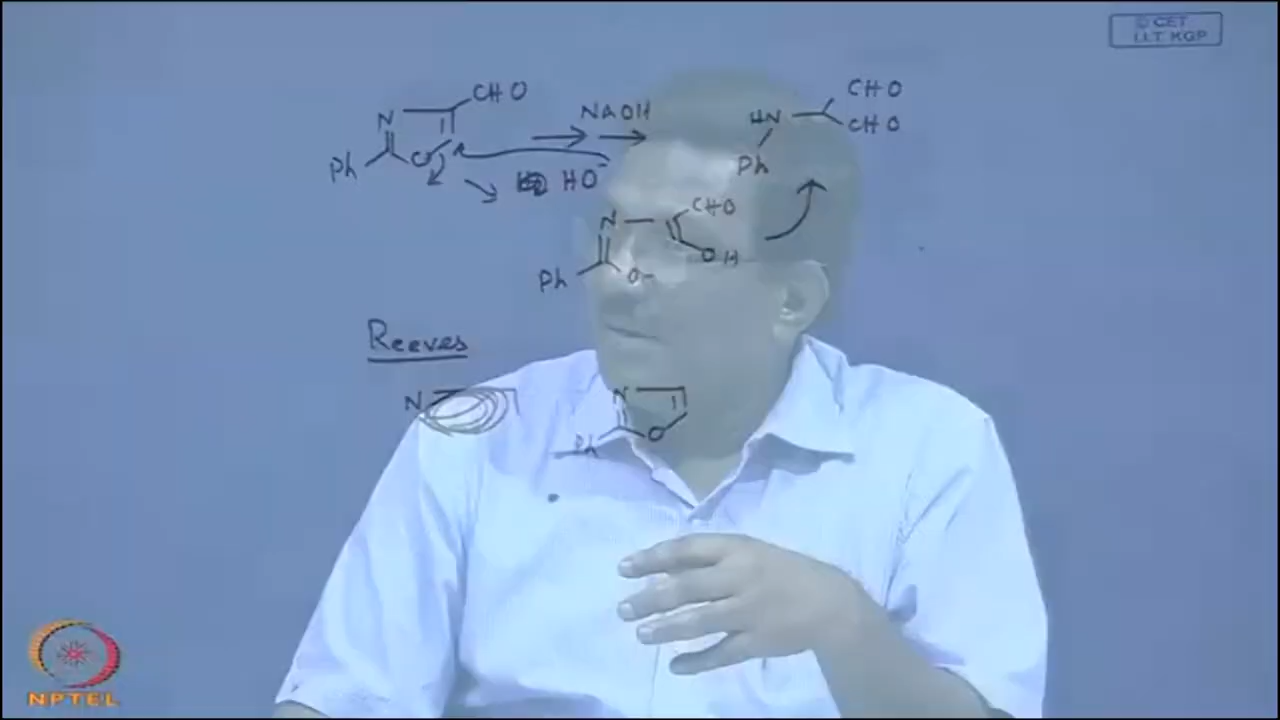 © CET
I.I.T. KGP
CHO
N
Ph
O
NaOH
HO⁻
HN
CHO
CHO
Ph
N
CHO
OH
Ph
O⁻
Reeves
N
N
Ph
O
NPTEL